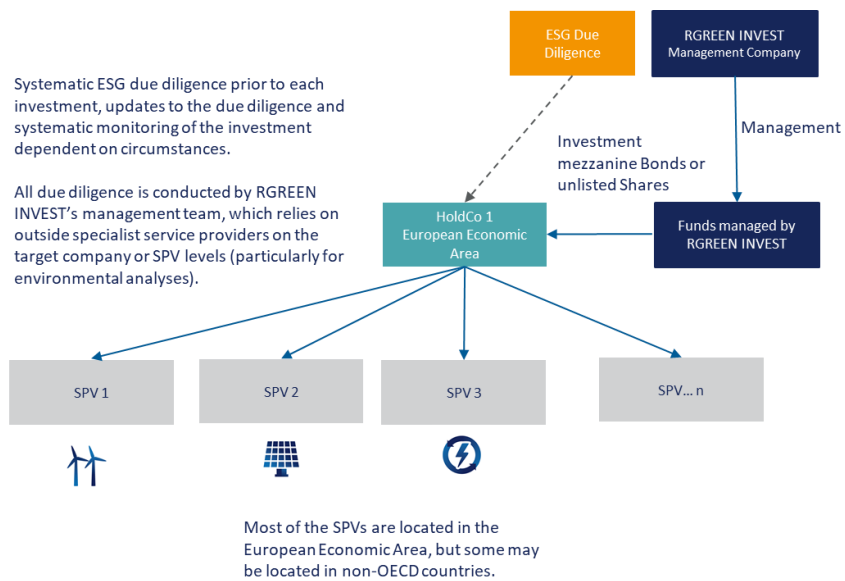 ESG Due
Diligence
RGREEN INVEST
Management Company
Systematic ESG due diligence prior to each
investment, updates to the due diligence and
systematic monitoring of the investment
dependent on circumstances.
All due diligence is conducted by RGREEN
INVEST's management team, which relies on
outside specialist service providers on the
target company or SPV levels (particularly for
environmental analyses).
Management
Investment
mezzanine Bonds or
unlisted Shares
HoldCo 1
European Economic
Area
Funds managed by
RGREEN INVEST
SPV 1
SPV 2
SPV 3
SPV... n
Most of the SPVs are located in the
European Economic Area, but some may
be located in non-OECD countries.